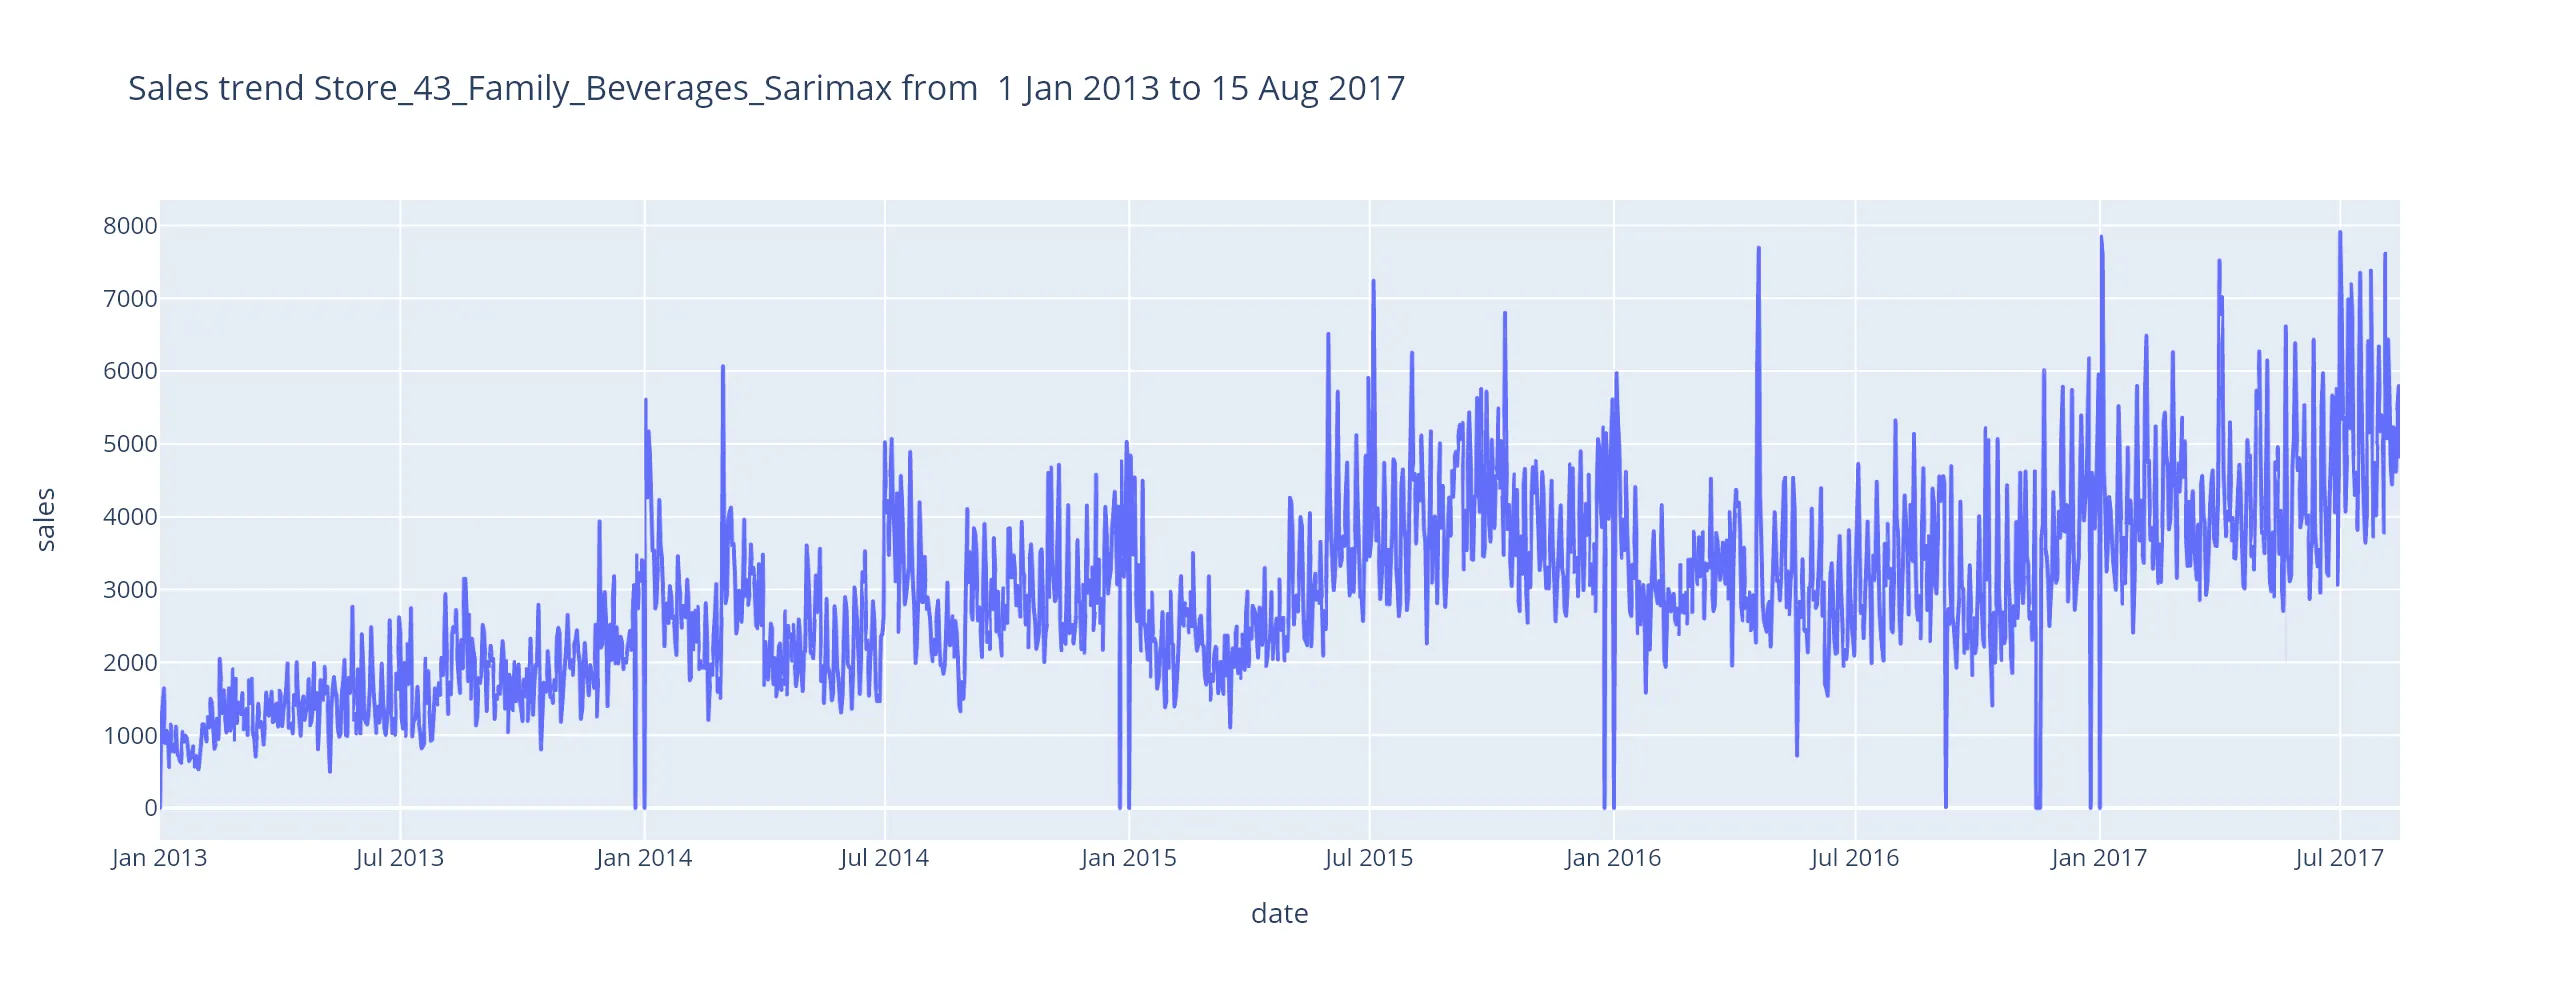 Sales trend Store_43_Family_Beverages_Sarimax from  1 Jan 2013 to 15 Aug 2017
8000
7000
6000
5000
4000
3000
2000
1000
0
sales
Jan 2013 Jul 2013 Jan 2014 Jul 2014 Jan 2015 Jul 2015 Jan 2016 Jul 2016 Jan 2017 Jul 2017
date